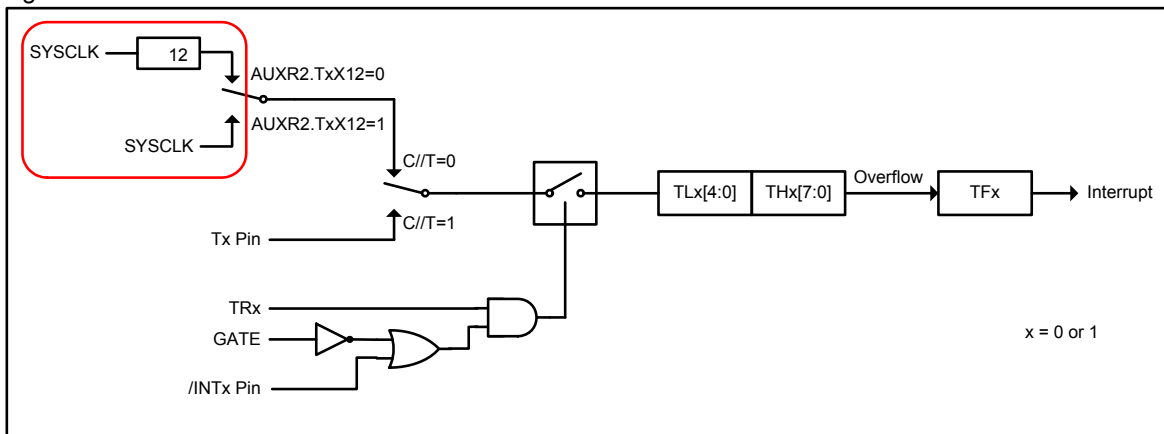 SYSCLK
12
AUXR2.TxX12=0
AUXR2.TxX12=1
SYSCLK
C//T=0
TLx[4:0]
THx[7:0]
Overflow
TFx
Interrupt
C//T=1
Tx Pin
TRx
GATE
x = 0 or 1
/INTx Pin